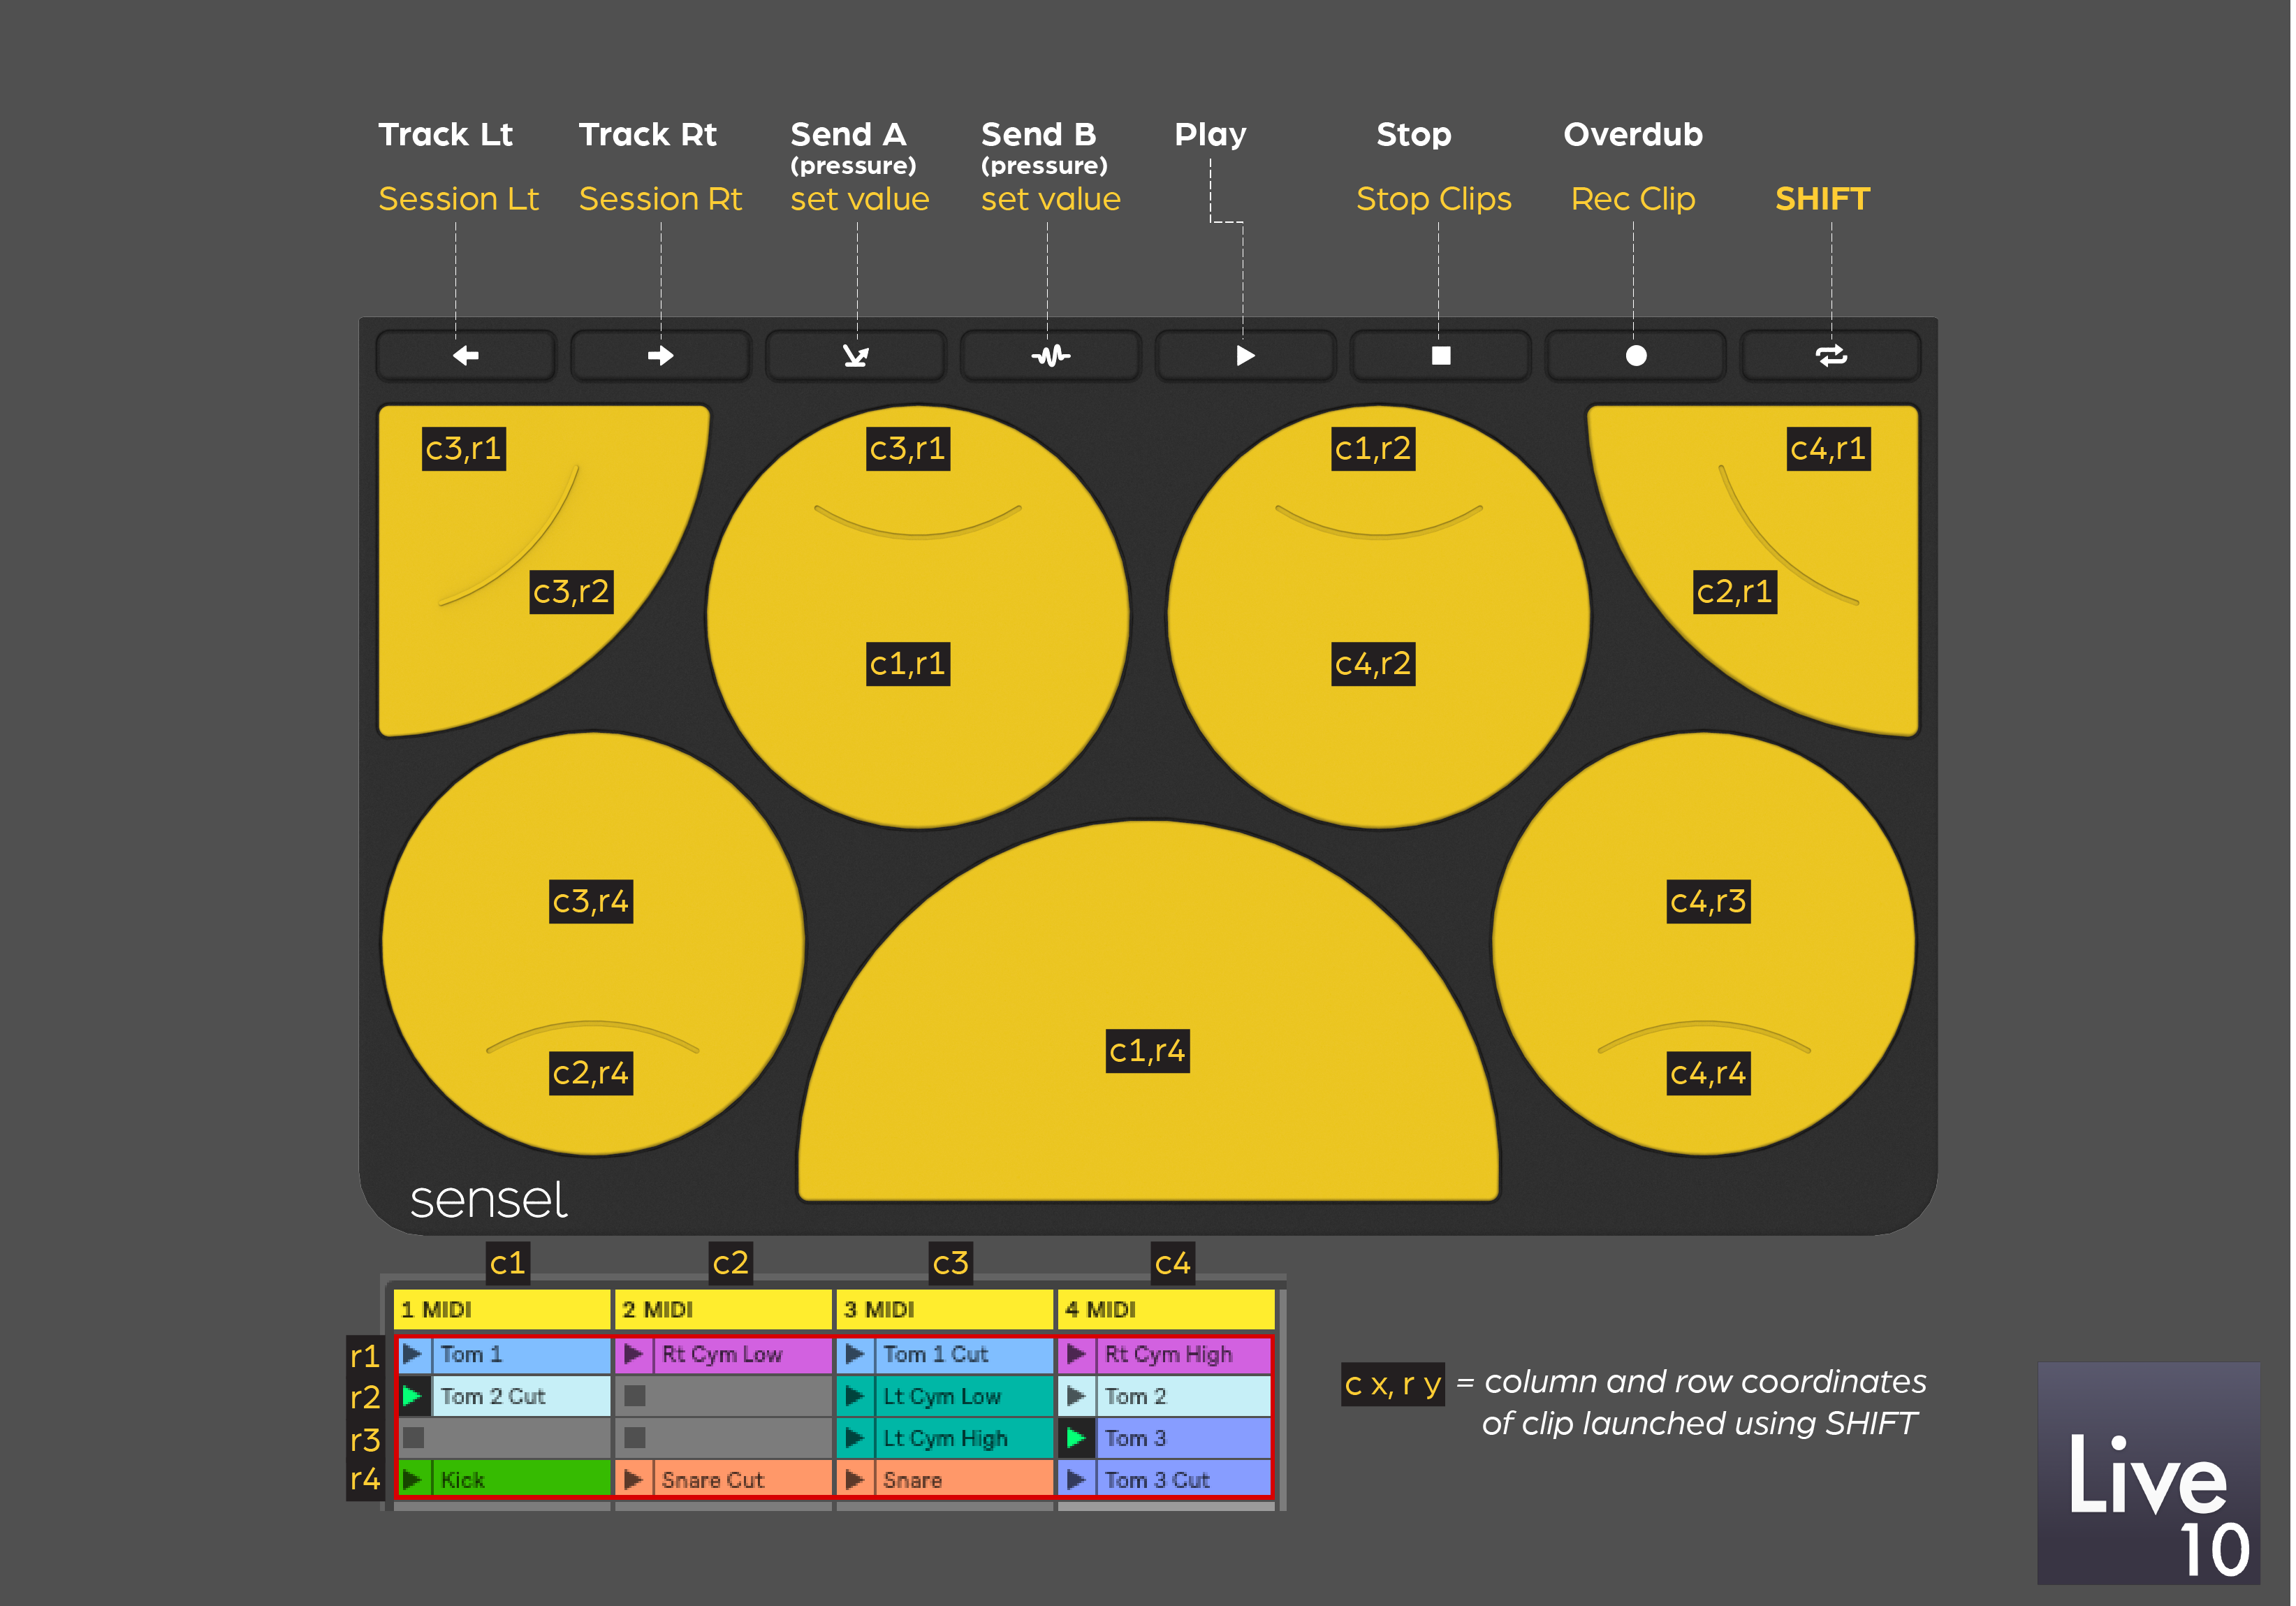 Track Lt
Track Rt
Send A
(pressure)
Send B
(pressure)
Play
Stop
Overdub
Session Lt
Session Rt
set value
set value
Stop Clips
Rec Clip
SHIFT
c3,r1
c3,r1
c1,r2
c4,r1
c3,r2
c2,r1
c1,r1
c4,r2
c3,r4
c4,r3
c1,r4
c2,r4
c4,r4
sensel
c1
c2
c3
c4
1 MIDI
2 MIDI
3 MIDI
4 MIDI
r1
Tom 1
Rt Cym Low
Tom 1 Cut
Rt Cym High
r2
Tom 2 Cut
Lt Cym Low
Tom 2
r3
Lt Cym High
Tom 3
r4
Kick
Snare Cut
Snare
Tom 3 Cut
c x, r y = column and row coordinates
of clip launched using SHIFT
Live
10